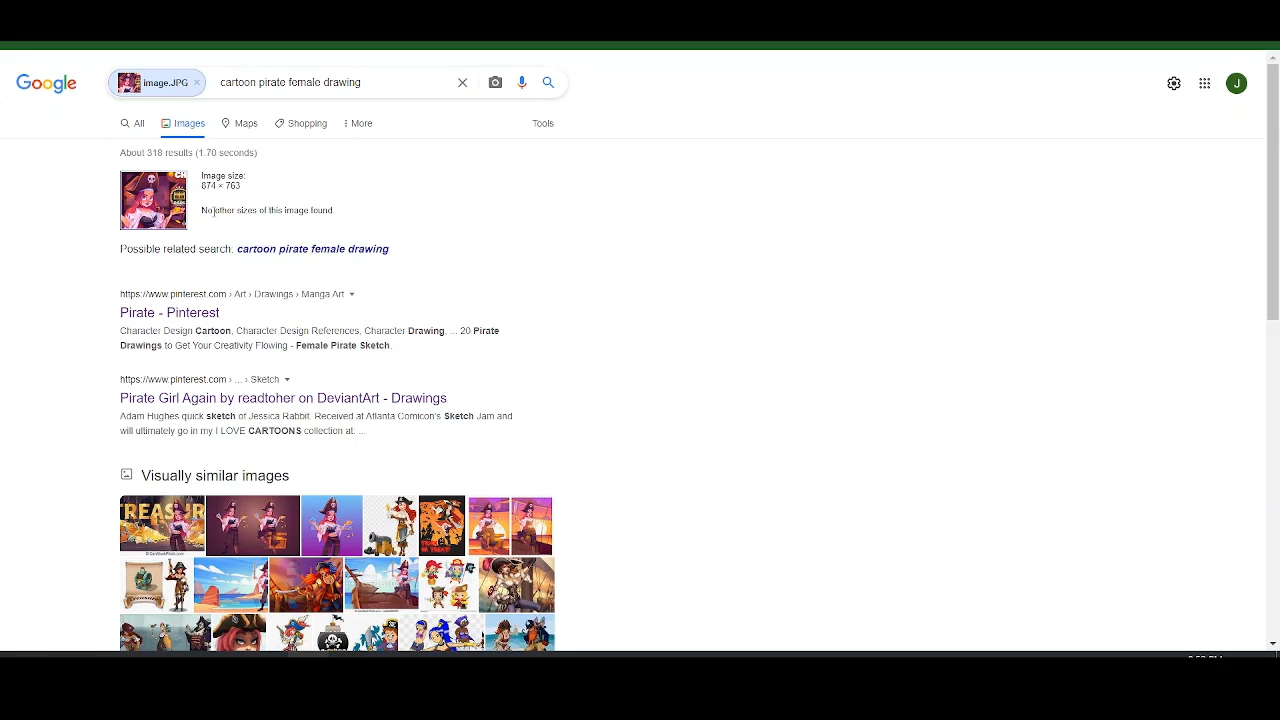 Google
image.JPG × cartoon pirate female drawing
J
All Images Maps Shopping More Tools
About 318 results (1.70 seconds)
Image size:
874 × 763
No other sizes of this image found.
Possible related search: cartoon pirate female drawing
https://www.pinterest.com › Art › Drawings › Manga Art
Pirate - Pinterest
Character Design Cartoon, Character Design References, Character Drawing, ... 20 Pirate
Drawings to Get Your Creativity Flowing - Female Pirate Sketch.
https://www.pinterest.com › ... › Sketch
Pirate Girl Again by readtoher on DeviantArt - Drawings
Adam Hughes quick sketch of Jessica Rabbit. Received at Atlanta Comicon's Sketch Jam and
will ultimately go in my I LOVE CARTOONS collection at. ...
Visually similar images
TREASUR